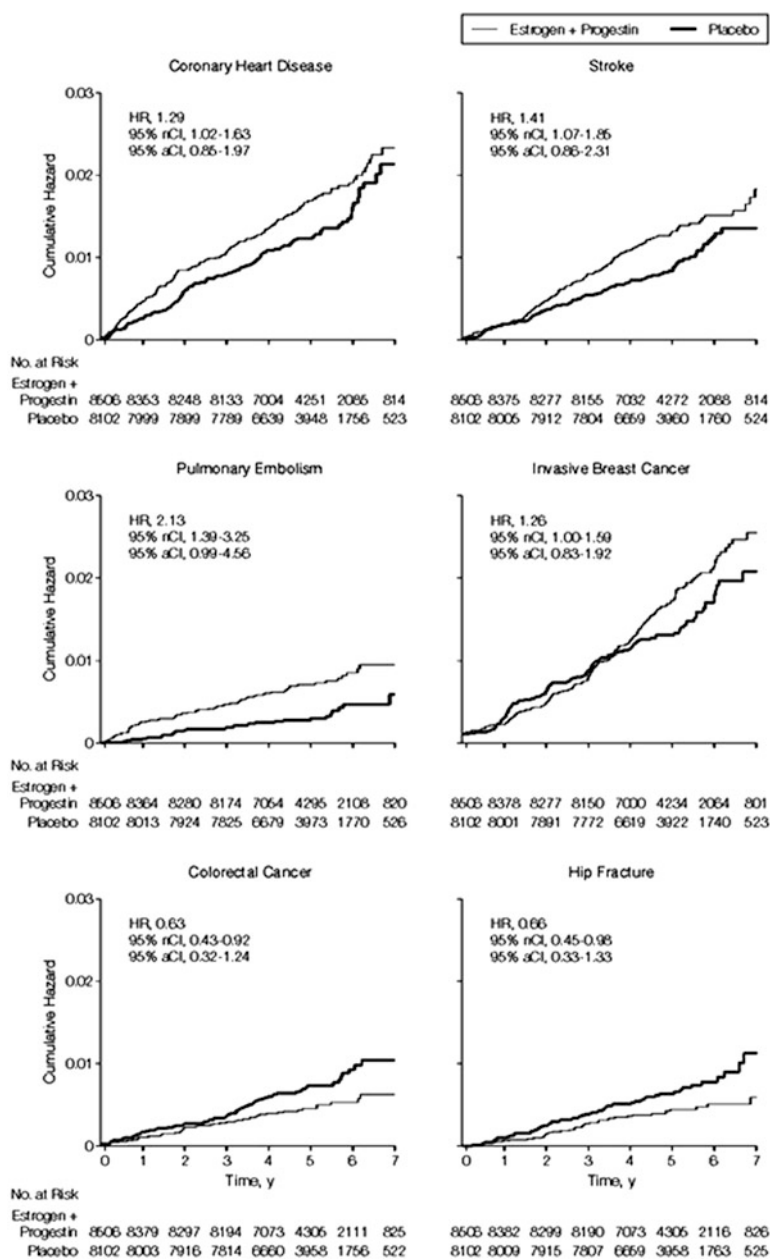 Estrogen + Progestin Placebo
Coronary Heart Disease
0.03
0.02
0.01
0
Cumulative Hazard
HR, 1.29
95% nCI, 1.02-1.63
95% aCI, 0.85-1.97
Stroke
HR, 1.41
95% nCI, 1.07-1.85
95% aCI, 0.86-2.31
No. at Risk
Estrogen +
Progestin 8506 8353 8248 8133 7004 4251 2085 814 8506 8375 8277 8155 7032 4272 2088 814
Placebo 8102 7999 7899 7789 6639 3948 1756 523 8102 8005 7912 7804 6659 3960 1760 524
Pulmonary Embolism
0.03
0.02
0.01
0
Cumulative Hazard
HR, 2.13
95% nCI, 1.39-3.25
95% aCI, 0.99-4.56
Invasive Breast Cancer
HR, 1.26
95% nCI, 1.00-1.59
95% aCI, 0.83-1.92
No. at Risk
Estrogen +
Progestin 8506 8364 8280 8174 7054 4295 2108 820 8506 8378 8277 8150 7000 4234 2064 801
Placebo 8102 8013 7924 7825 6679 3973 1770 526 8102 8001 7891 7772 6619 3922 1740 523
Colorectal Cancer
0.03
0.02
0.01
0
Cumulative Hazard
HR, 0.63
95% nCI, 0.43-0.92
95% aCI, 0.32-1.24
0 1 2 3 4 5 6 7
Time, y
Hip Fracture
HR, 0.66
95% nCI, 0.45-0.98
95% aCI, 0.33-1.33
0 1 2 3 4 5 6 7
Time, y
No. at Risk
Estrogen +
Progestin 8506 8379 8297 8194 7073 4305 2111 825 8506 8382 8299 8190 7073 4305 2116 826
Placebo 8102 8003 7916 7814 6660 3958 1756 522 8102 8009 7915 7807 6659 3958 1763 525